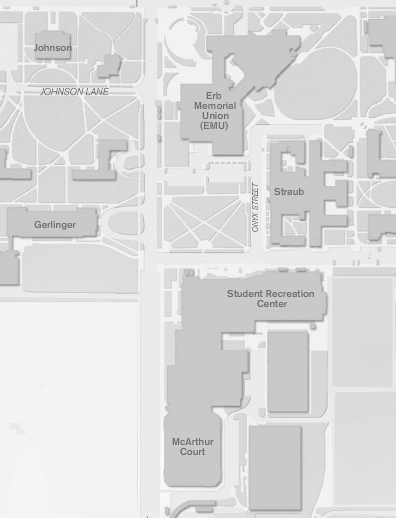 Johnson
JOHNSON LANE
Erb
Memorial
Union
(EMU)
Straub
ONYX STREET
Gerlinger
Student Recreation
Center
McArthur
Court